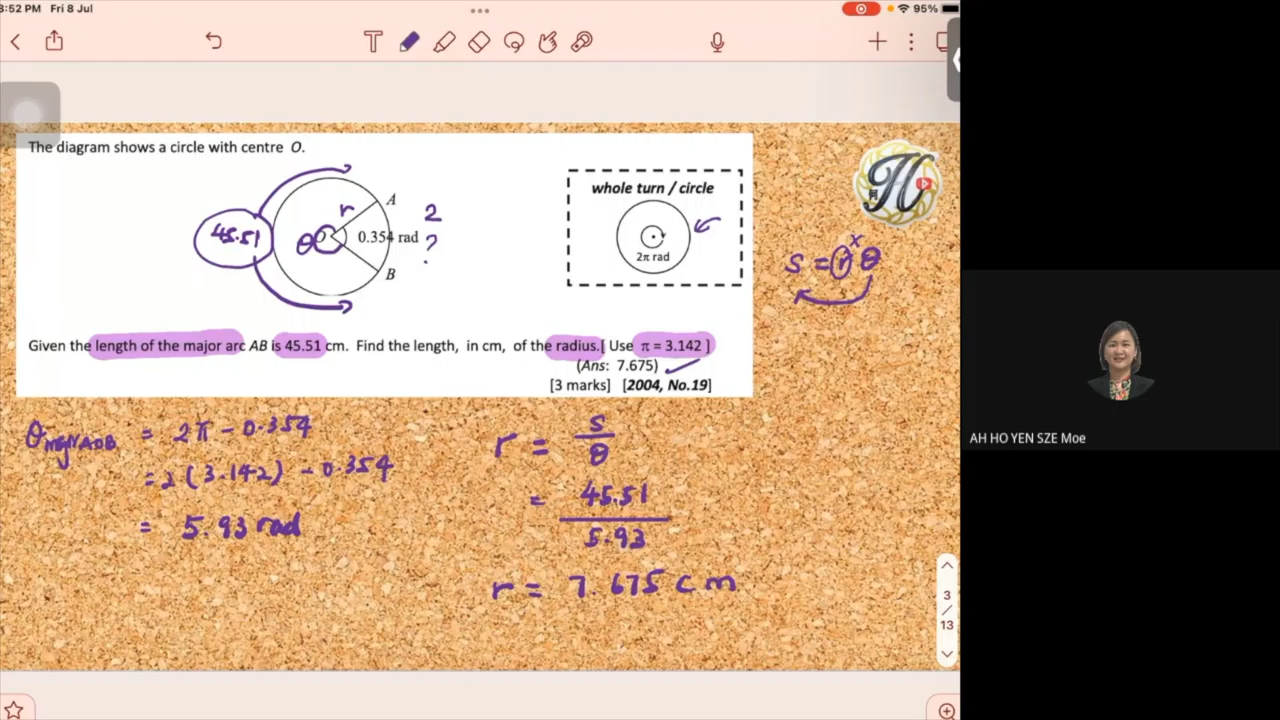 3:52 PM Fri 8 Jul
95%
The diagram shows a circle with centre O.
A
r
2
45.51
θ
O
0.354 rad
?
B
whole turn / circle
2π rad
s = r × θ
Given the length of the major arc AB is 45.51 cm. Find the length, in cm, of the radius.[ Use π = 3.142 ]
(Ans: 7.675)
[3 marks] [2004, No.19]
θ major AOB = 2π - 0.354
= 2 (3.142) - 0.354
= 5.93 rad
r = s/θ
= 45.51/5.93
r = 7.675 cm
3
/
13
AH HO YEN SZE Moe